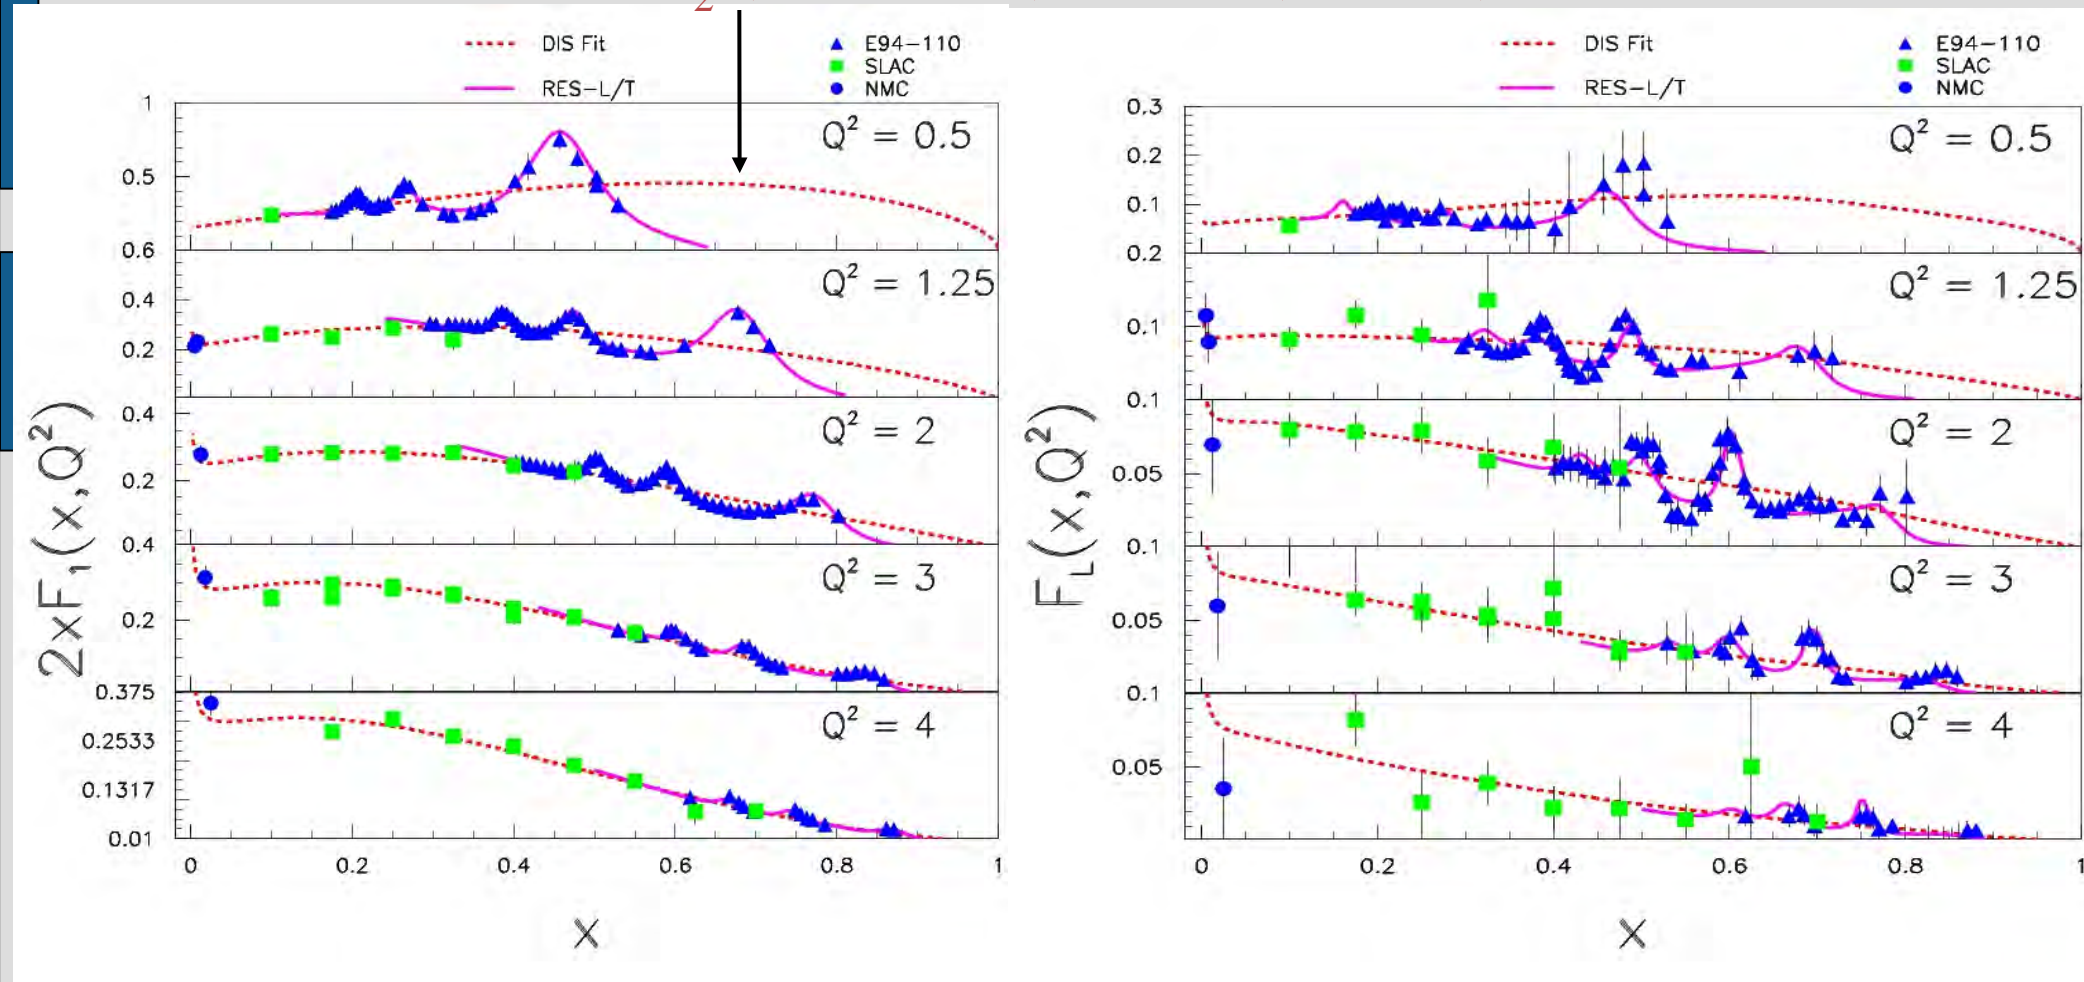 2
DIS Fit
RES-L/T
E94-110
SLAC
NMC
1
0.5
0.6
0.4
0.2
0.4
0.2
0.4
0.2
0.375
0.2533
0.1317
0.01
Q² = 0.5
Q² = 1.25
Q² = 2
Q² = 3
Q² = 4
2xF₁(x,Q²)
0 0.2 0.4 0.6 0.8 1
x
DIS Fit
RES-L/T
E94-110
SLAC
NMC
0.3
0.2
0.1
0.2
0.1
0.1
0.05
0.1
0.05
0.1
0.05
Q² = 0.5
Q² = 1.25
Q² = 2
Q² = 3
Q² = 4
F_L(x,Q²)
0 0.2 0.4 0.6 0.8 1
x